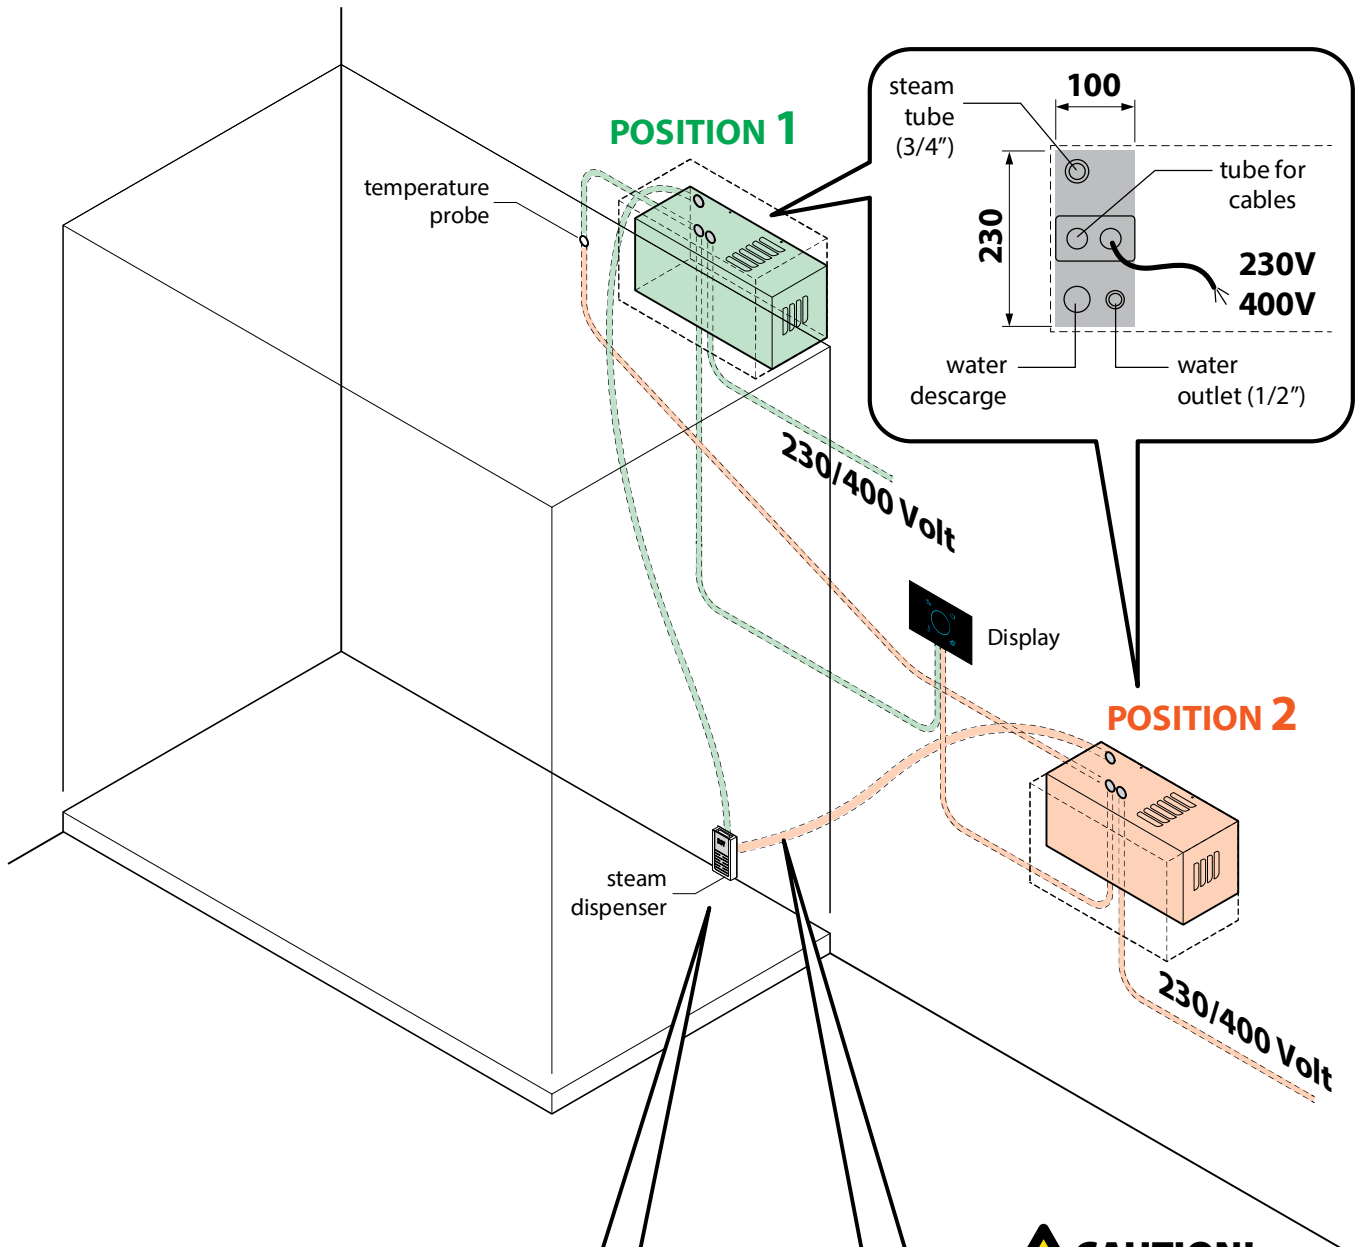 POSITION 1
temperature
probe
steam
tube
(3/4”)
100
230
tube for
cables
230V
400V
water
descarge
water
outlet (1/2”)
230/400 Volt
Display
POSITION 2
steam
dispenser
230/400 Volt
CAUTION!